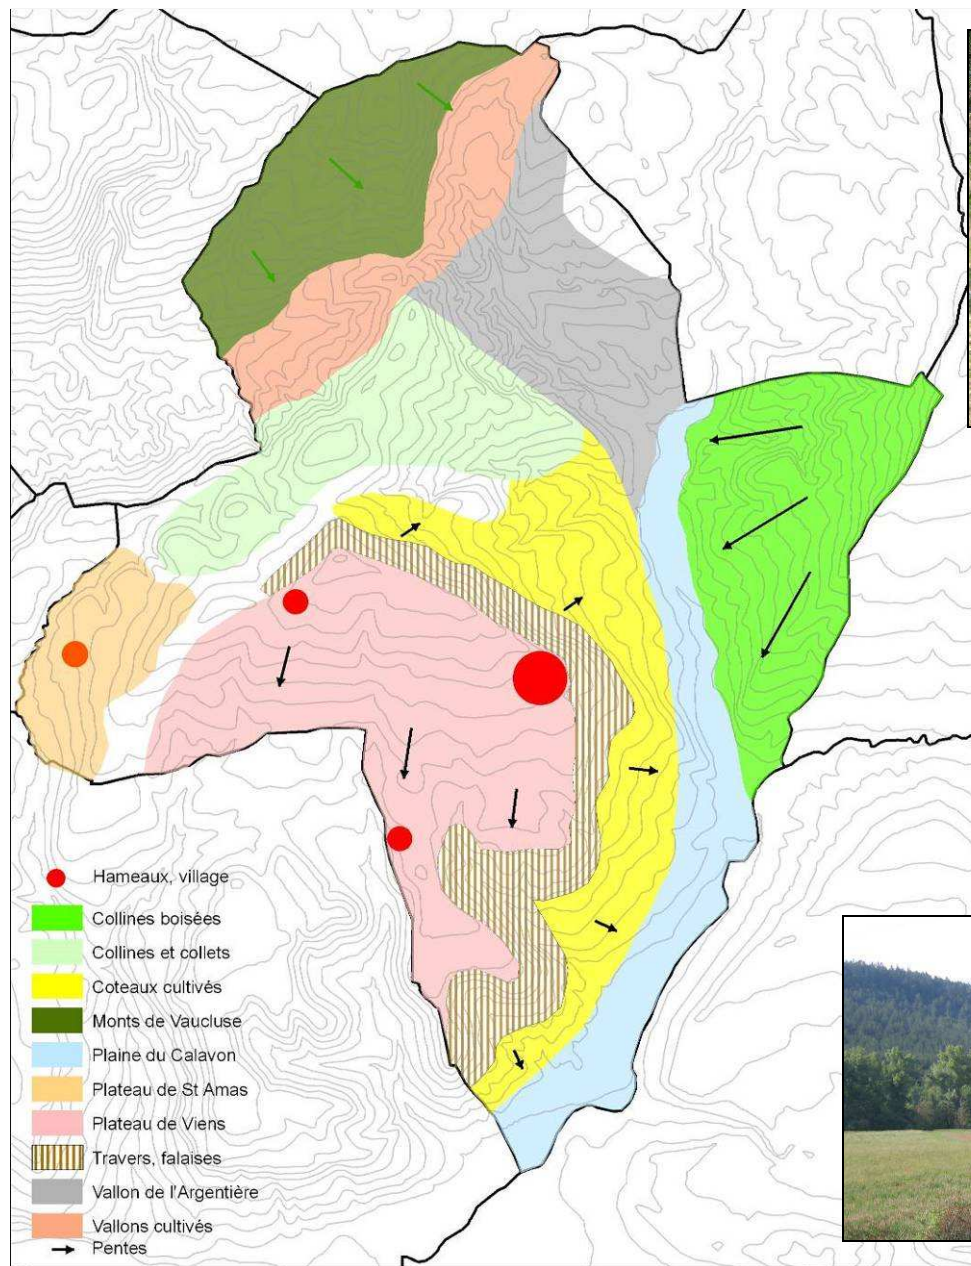 Hameaux, village
Collines boisées
Collines et collets
Coteaux cultivés
Monts de Vaucluse
Plaine du Calavon
Plateau de St Amas
Plateau de Viens
Travers, falaises
Vallon de l'Argentière
Vallons cultivés
Pentes